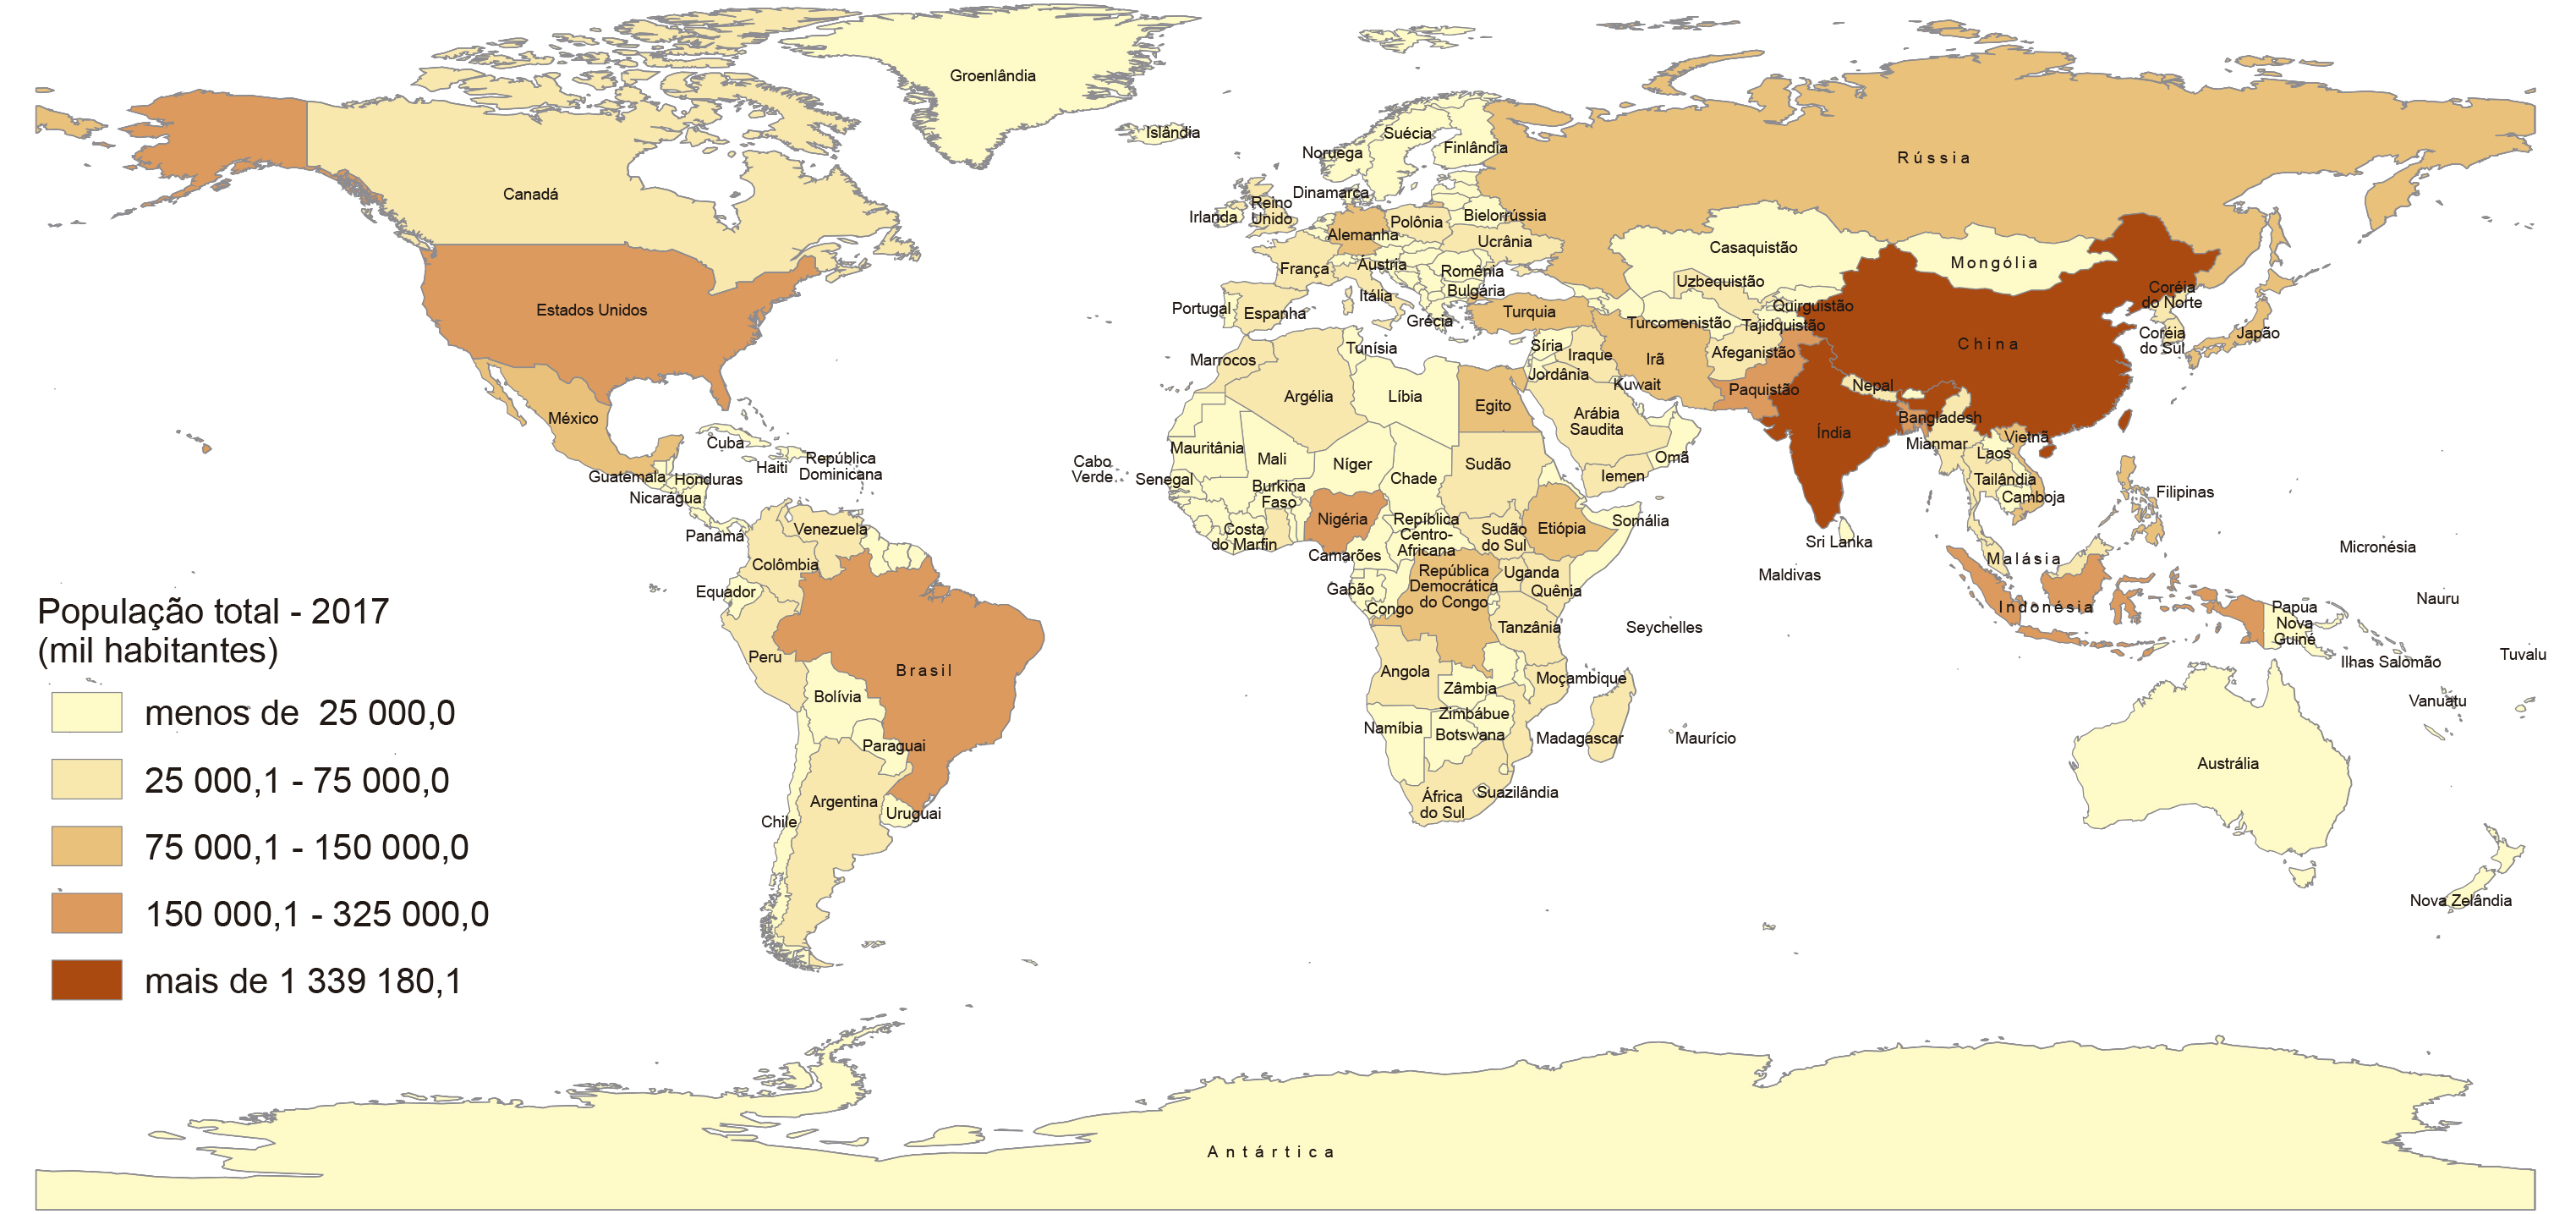 Groenlândia
Islândia
Suécia
Noruega
Finlândia
Rússia
Canadá
Dinamarca
Reino
Unido
Irlanda
Polônia
Bielorrússia
Alemanha
Ucrânia
Casaquistão
Mongólia
França
Áustria
Romênia
Bulgária
Uzbequistão
Coréia
do Norte
Quirguistão
Estados Unidos
Portugal
Espanha
Itália
Grécia
Turquia
Turcomenistão
Tajidquistão
China
Coréia
do Sul
Japão
Marrocos
Tunísia
Síria
Iraque
Irã
Afeganistão
Jordânia
Kuwait
Paquistão
Nepal
México
Argélia
Líbia
Egito
Arábia
Saudita
Índia
Bangladesh
Mianmar
Vietnã
Laos
Cuba
Haiti
República
Dominicana
Guatemala
Honduras
Nicarágua
Panamá
Cabo
Verde
Mauritânia
Senegal
Mali
Burkina
Faso
Níger
Chade
Sudão
Omã
Iemen
Tailândia
Camboja
Filipinas
Venezuela
Colômbia
Equador
Costa
do Marfin
Nigéria
Camarões
Repíblica
Centro-
Africana
Sudão
do Sul
Etiópia
Somália
Sri Lanka
Maldivas
Malásia
Micronésia
Gabão
Congo
República
Democrática
do Congo
Uganda
Quênia
Tanzânia
Seychelles
Indonésia
Papua
Nova
Guiné
Nauru
Ilhas Salomão
Tuvalu
Vanuatu
Peru
Brasil
Bolívia
Paraguai
Argentina
Uruguai
Chile
Angola
Zâmbia
Moçambique
Zimbábue
Namíbia
Botswana
Madagascar
Maurício
África
do Sul
Suazilândia
Austrália
Nova Zelândia
Antártica
População total - 2017
(mil habitantes)
menos de 25 000,0
25 000,1 - 75 000,0
75 000,1 - 150 000,0
150 000,1 - 325 000,0
mais de 1 339 180,1